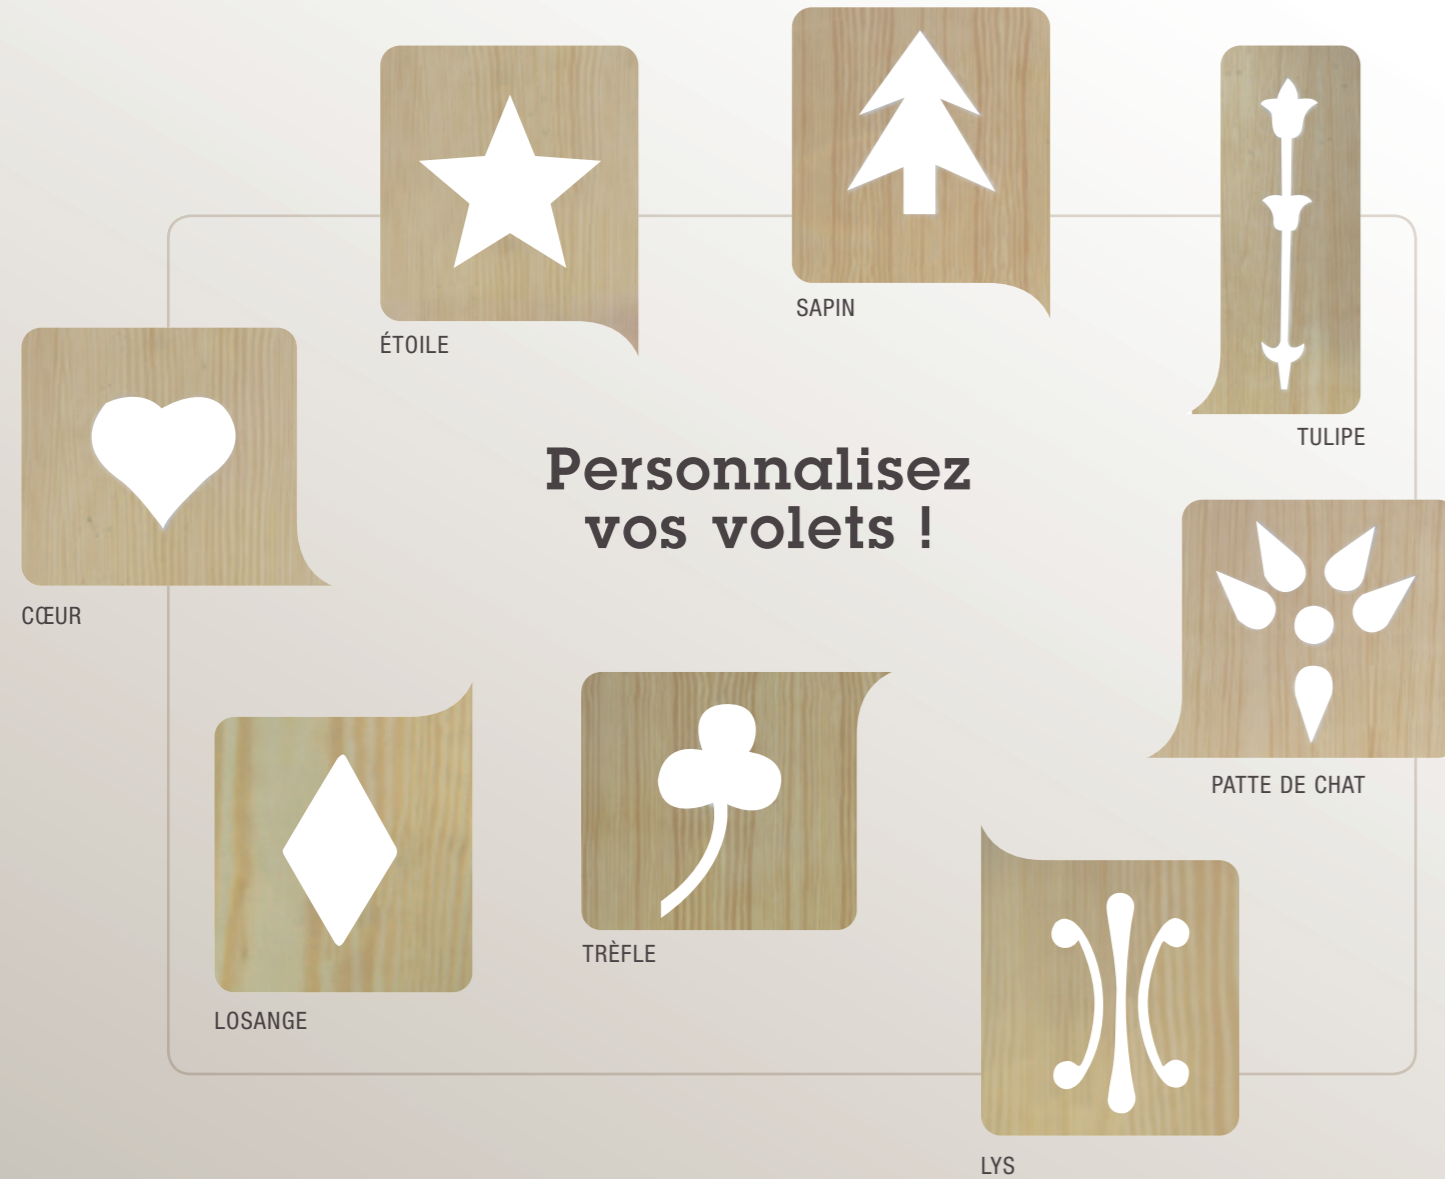 SAPIN
ÉTOILE
TULIPE
Personnalisez
vos volets !
CŒUR
PATTE DE CHAT
TRÈFLE
LOSANGE
LYS